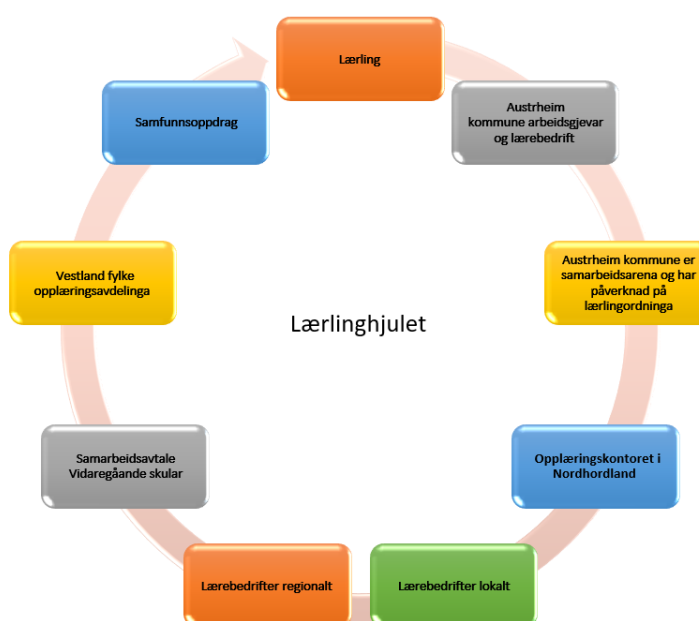 Lærling
Austrheim
kommune arbeidsgjevar
og lærebedrift
Austrheim kommune er
samarbeidsarena og har
påverknad på
lærlingordninga
Opplæringskontoret i
Nordhordland
Lærebedrifter lokalt
Lærebedrifter regionalt
Samarbeidsavtale
Vidaregåande skular
Vestland fylke
opplæringsavdelinga
Samfunnsoppdrag
Lærlinghjulet